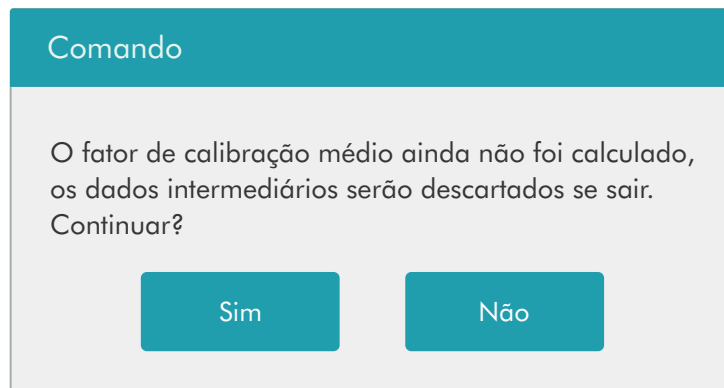 Comando
O fator de calibração médio ainda não foi calculado,
os dados intermediários serão descartados se sair.
Continuar?
Sim
Não